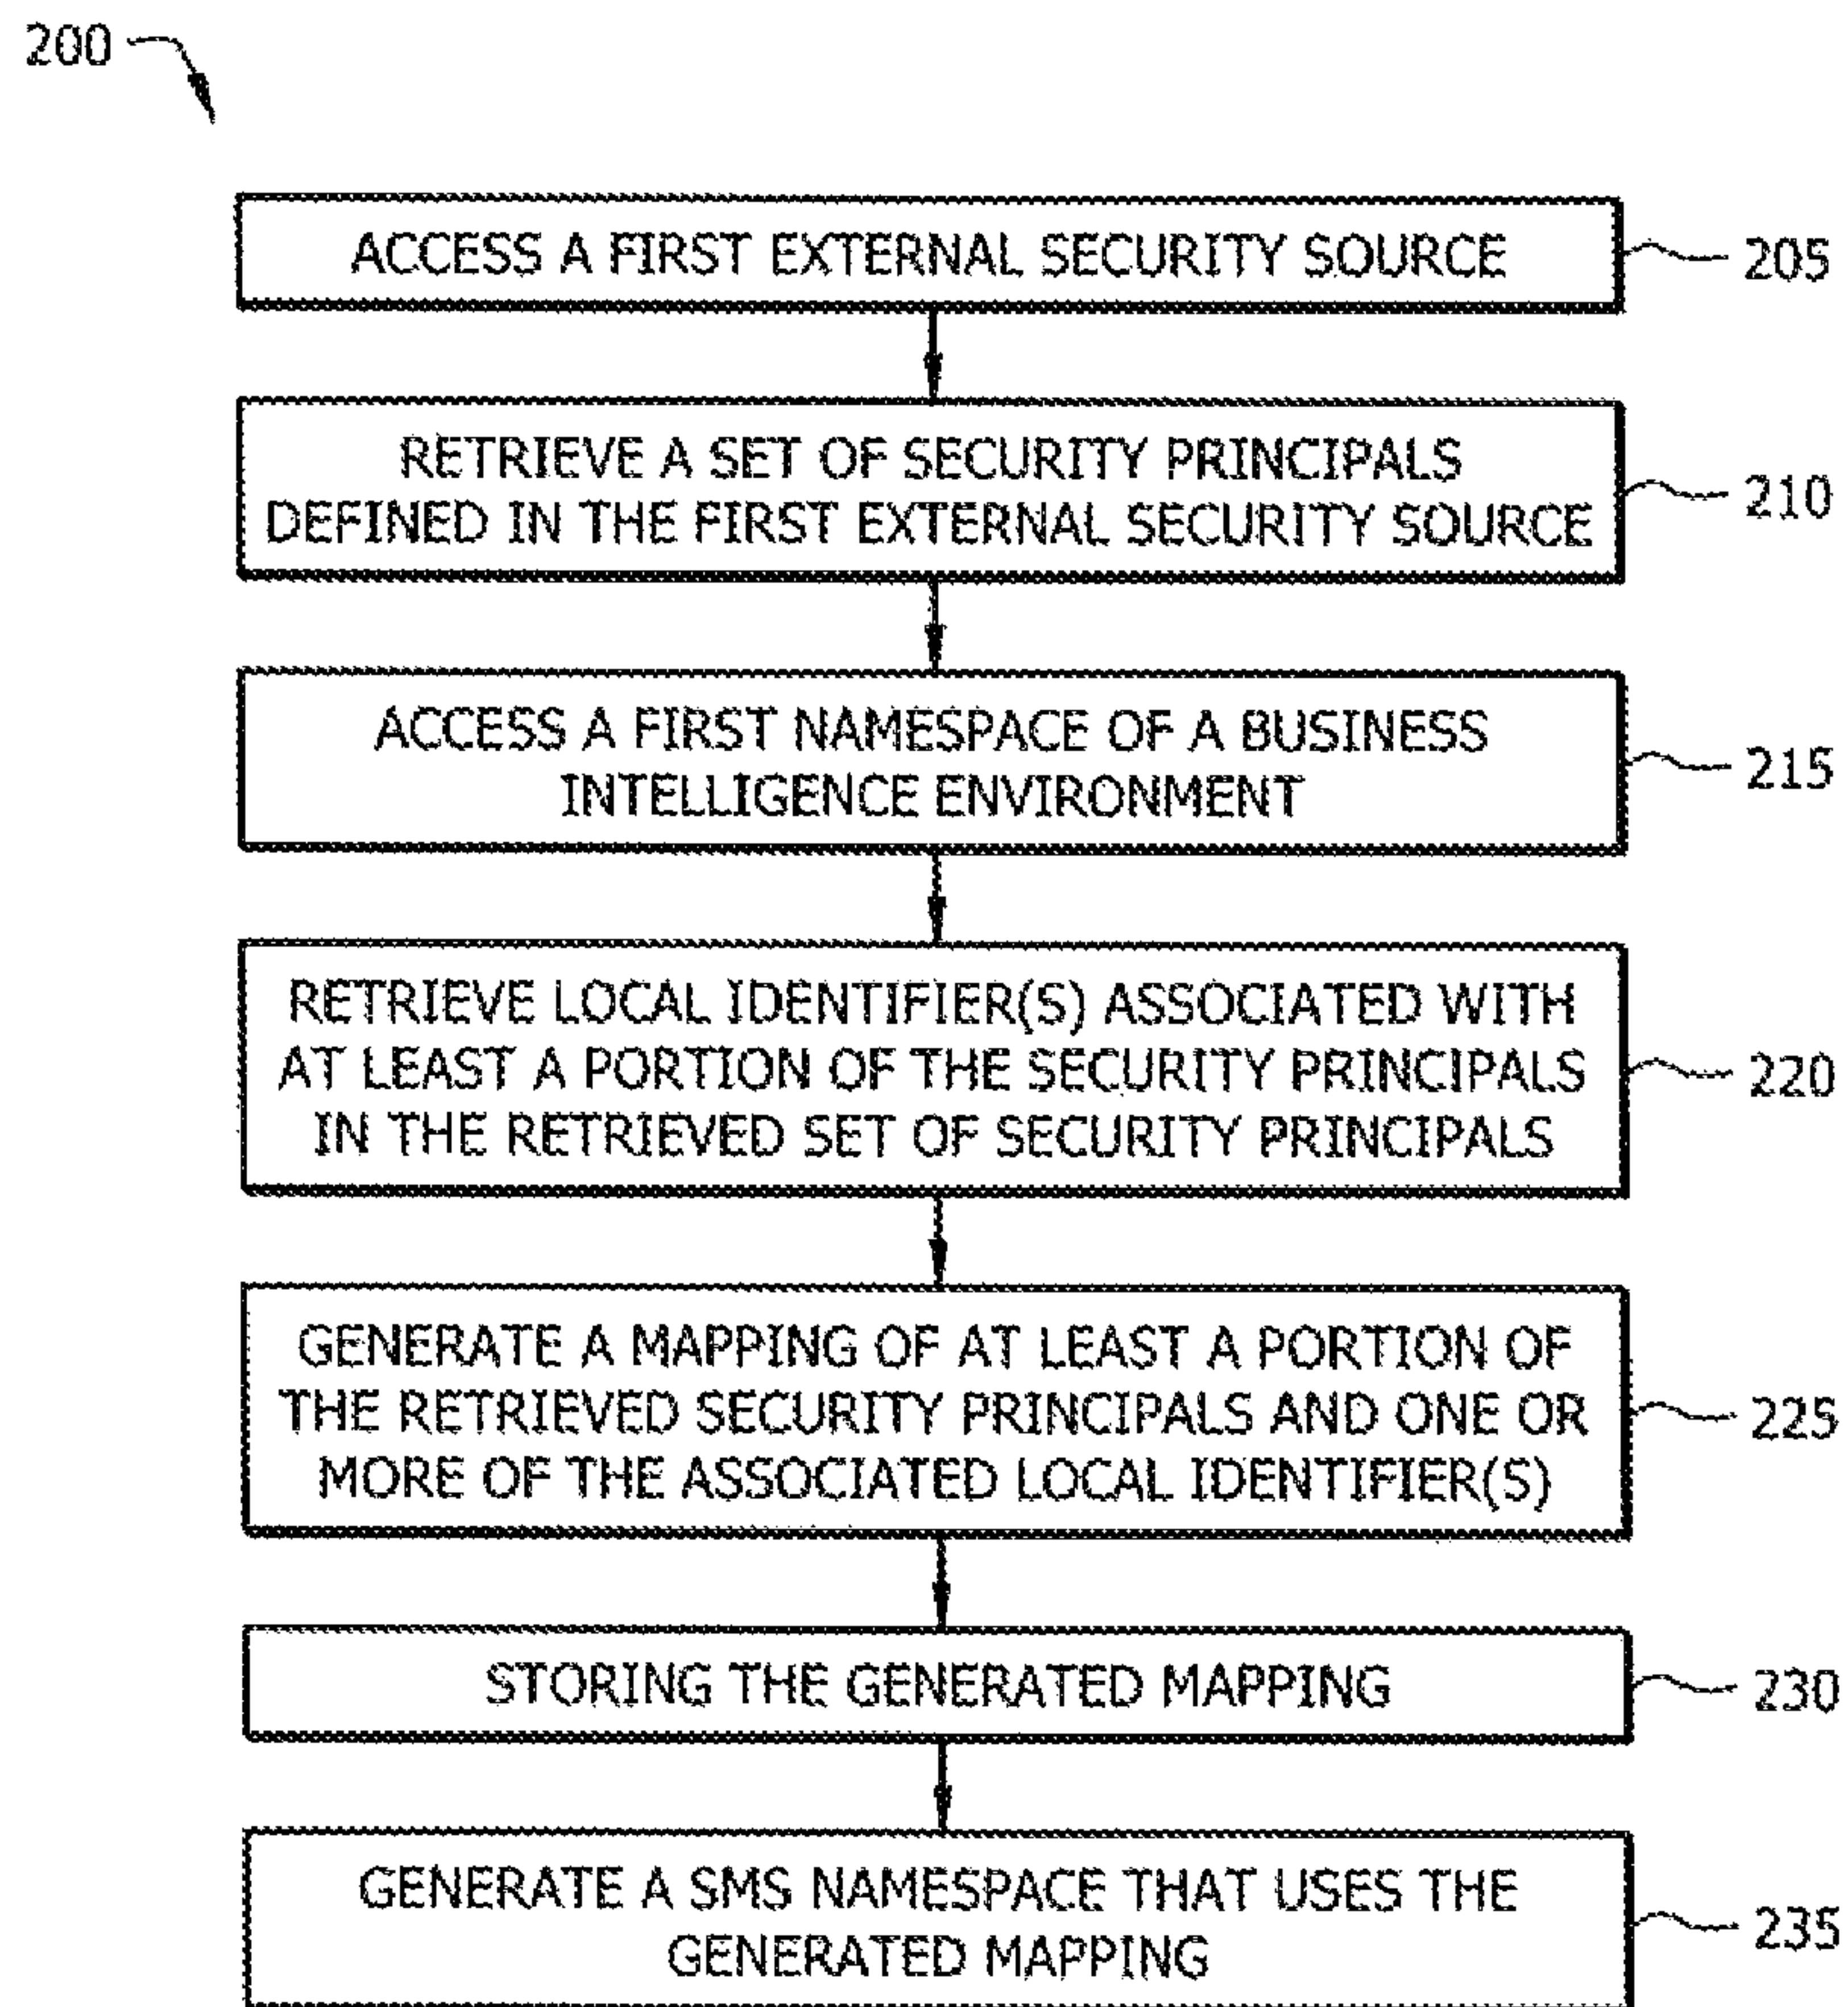 200
ACCESS A FIRST EXTERNAL SECURITY SOURCE
205
RETRIEVE A SET OF SECURITY PRINCIPALS
DEFINED IN THE FIRST EXTERNAL SECURITY SOURCE
210
ACCESS A FIRST NAMESPACE OF A BUSINESS
INTELLIGENCE ENVIRONMENT
215
RETRIEVE LOCAL IDENTIFIER(S) ASSOCIATED WITH
AT LEAST A PORTION OF THE SECURITY PRINCIPALS
IN THE RETRIEVED SET OF SECURITY PRINCIPALS
220
GENERATE A MAPPING OF AT LEAST A PORTION OF
THE RETRIEVED SECURITY PRINCIPALS AND ONE OR
MORE OF THE ASSOCIATED LOCAL IDENTIFIER(S)
225
STORING THE GENERATED MAPPING
230
GENERATE A SMS NAMESPACE THAT USES THE
GENERATED MAPPING
235